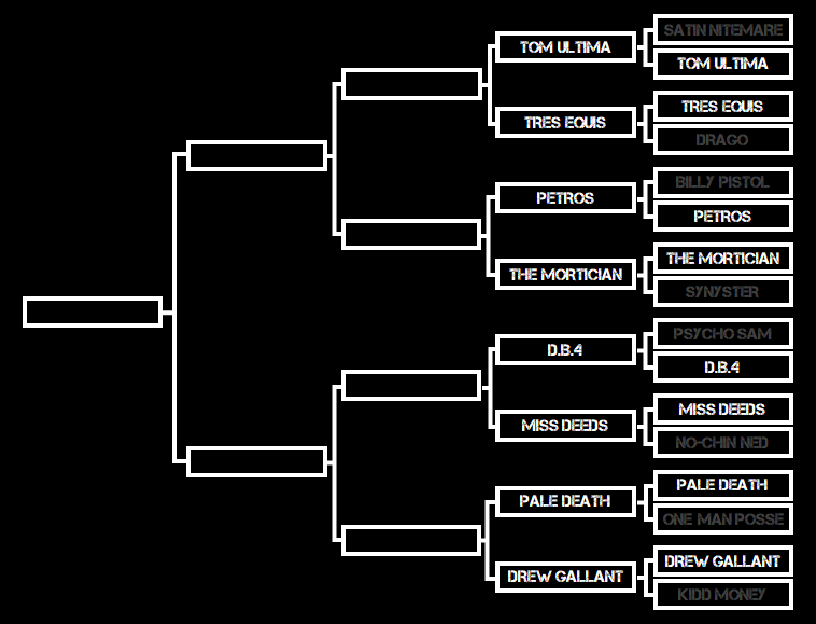 SATIN NITEMARE
TOM ULTIMA
TOM ULTIMA
TRES EQUIS
TRES EQUIS
DRAGO
BILLY PISTOL
PETROS
PETROS
THE MORTICIAN
THE MORTICIAN
SYNYSTER
PSYCHO SAM
D.B.4
D.B.4
MISS DEEDS
MISS DEEDS
NO-CHIN NED
PALE DEATH
PALE DEATH
ONE MAN POSSE
DREW GALLANT
DREW GALLANT
KIDD MONEY